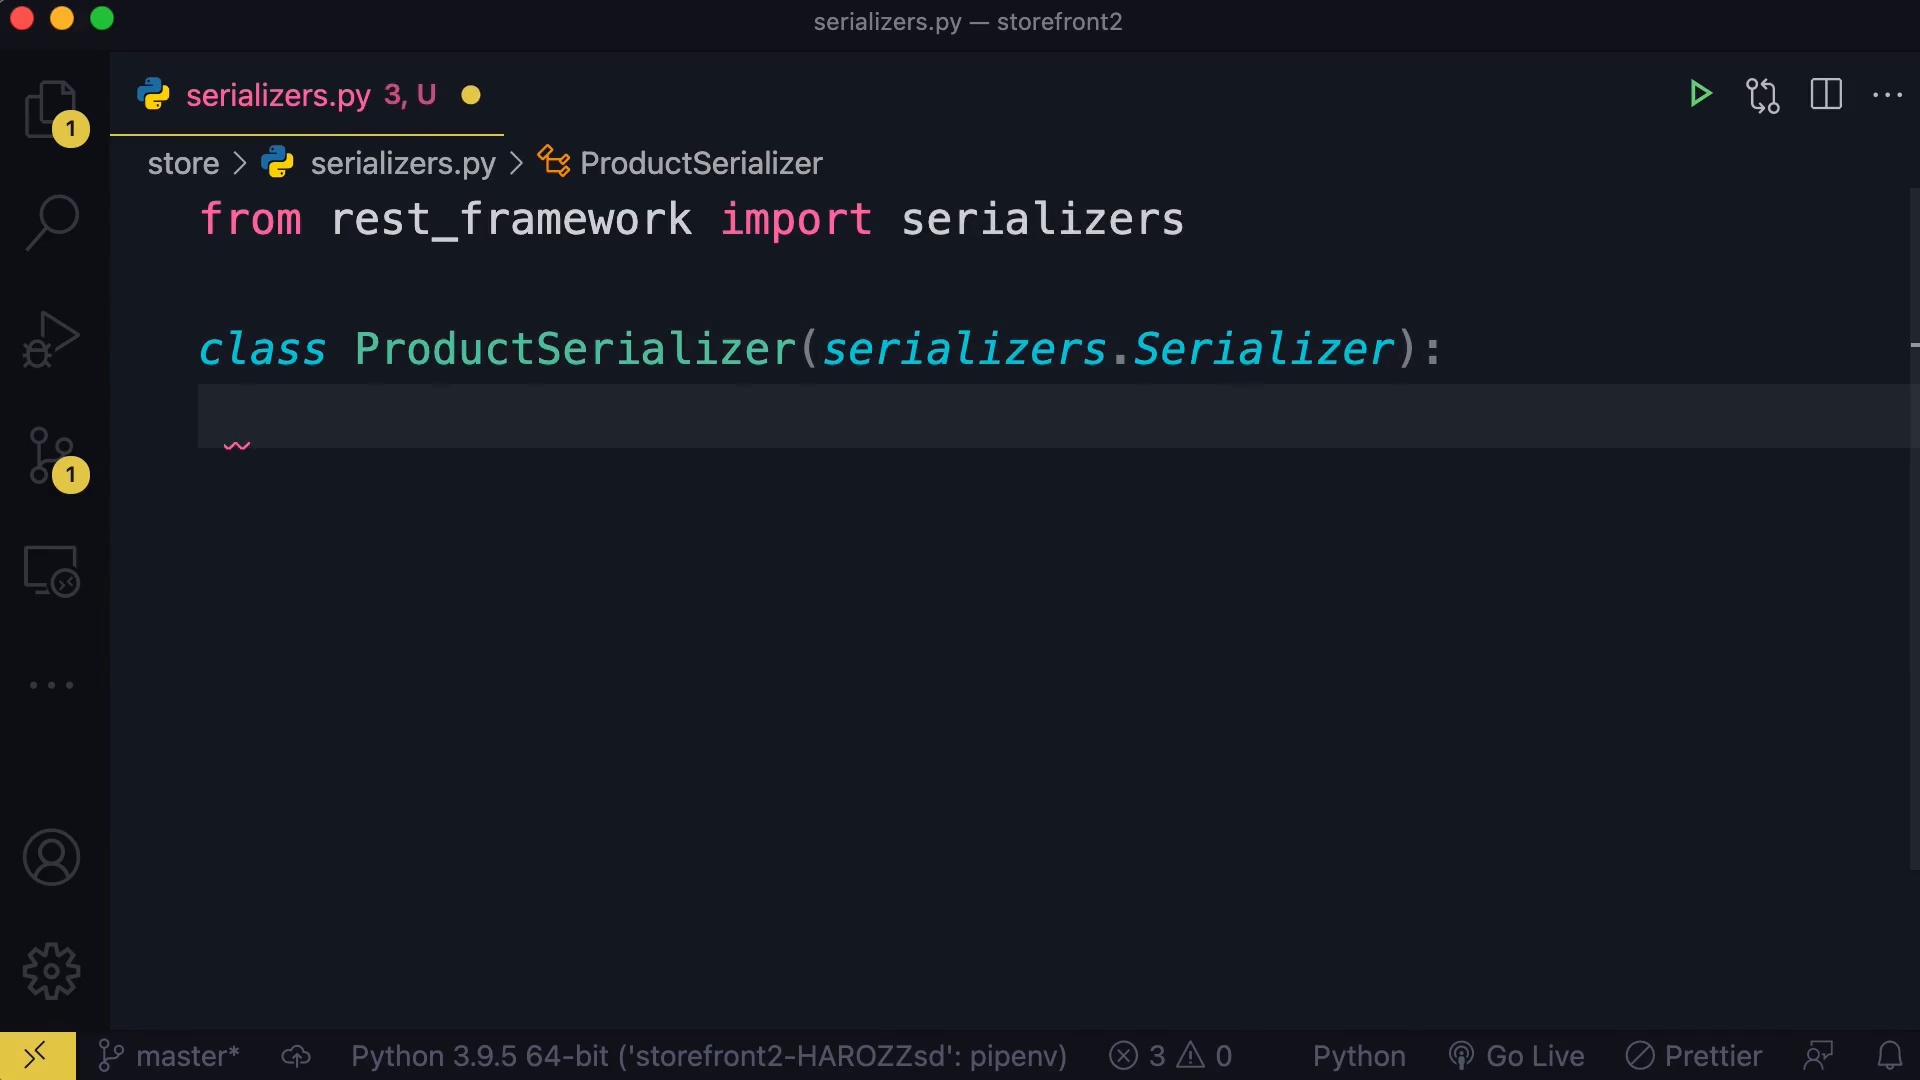 serializers.py — storefront2
serializers.py 3, U
store > serializers.py > ProductSerializer
from rest_framework import serializers
class ProductSerializer(serializers.Serializer):
1
1
master* Python 3.9.5 64-bit ('storefront2-HAROZZsd': pipenv) 3 0 Python Go Live Prettier